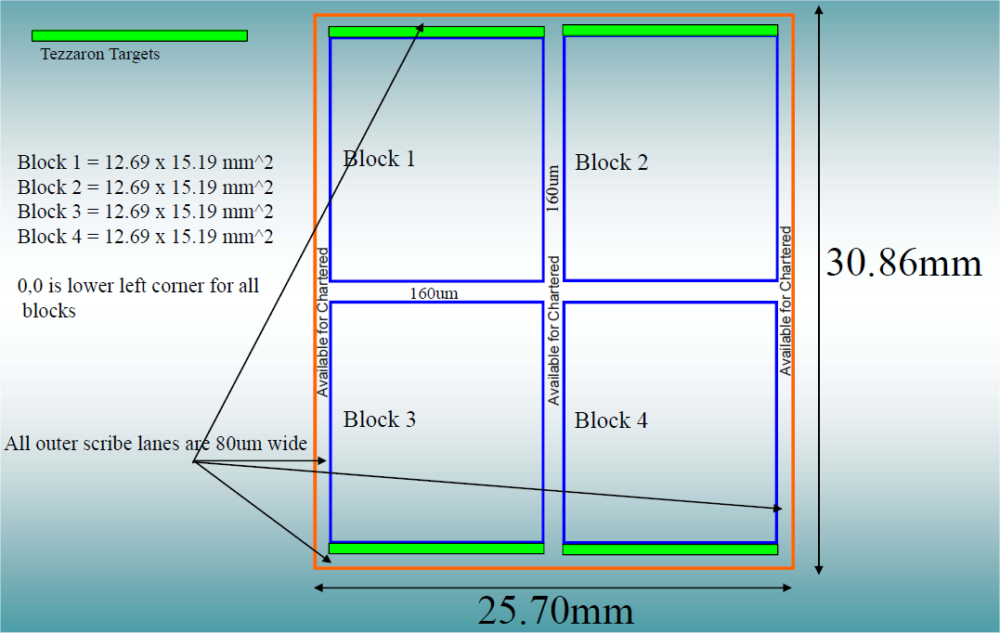 Tezzaron Targets
Block 1 = 12.69 x 15.19 mm^2
Block 2 = 12.69 x 15.19 mm^2
Block 3 = 12.69 x 15.19 mm^2
Block 4 = 12.69 x 15.19 mm^2
0,0 is lower left corner for all
blocks
All outer scribe lanes are 80um wide
Block 1
Block 2
160um
160um
Available for Chartered
Available for Chartered
Available for Chartered
Block 3
Block 4
30.86mm
25.70mm